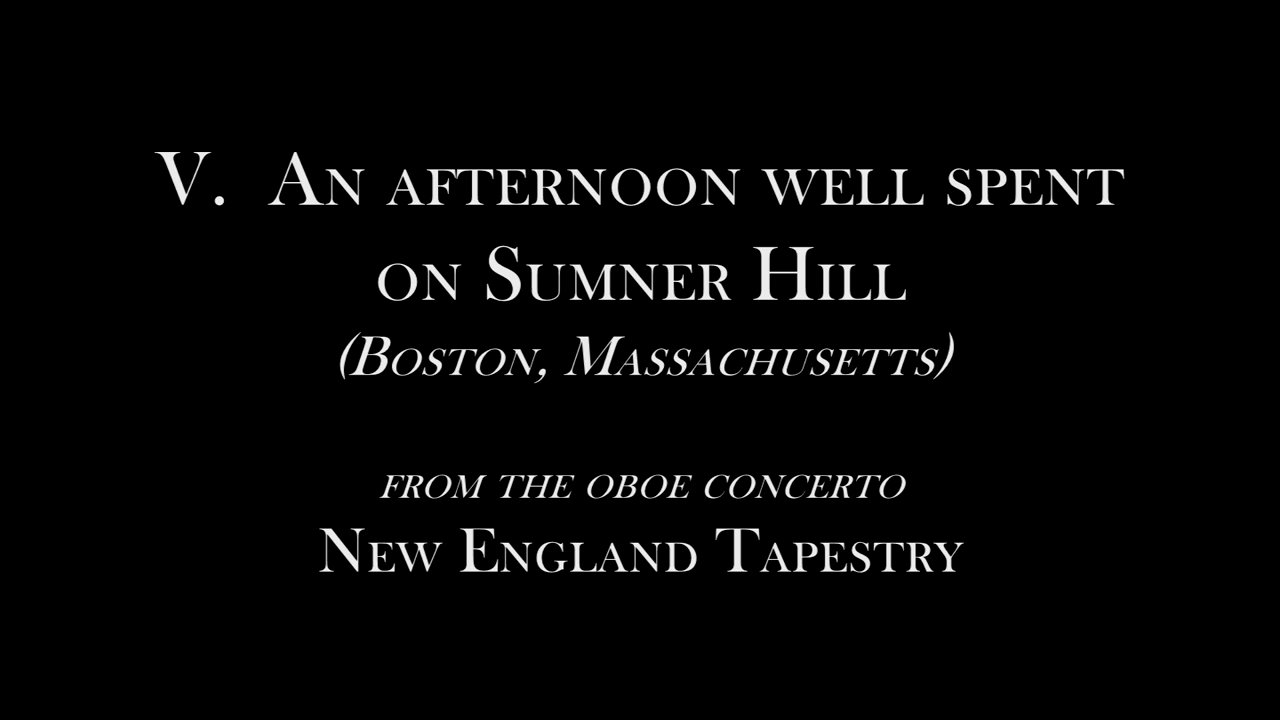 V. An afternoon well spent
on Sumner Hill
(Boston, Massachusetts)
from the oboe concerto
New England Tapestry